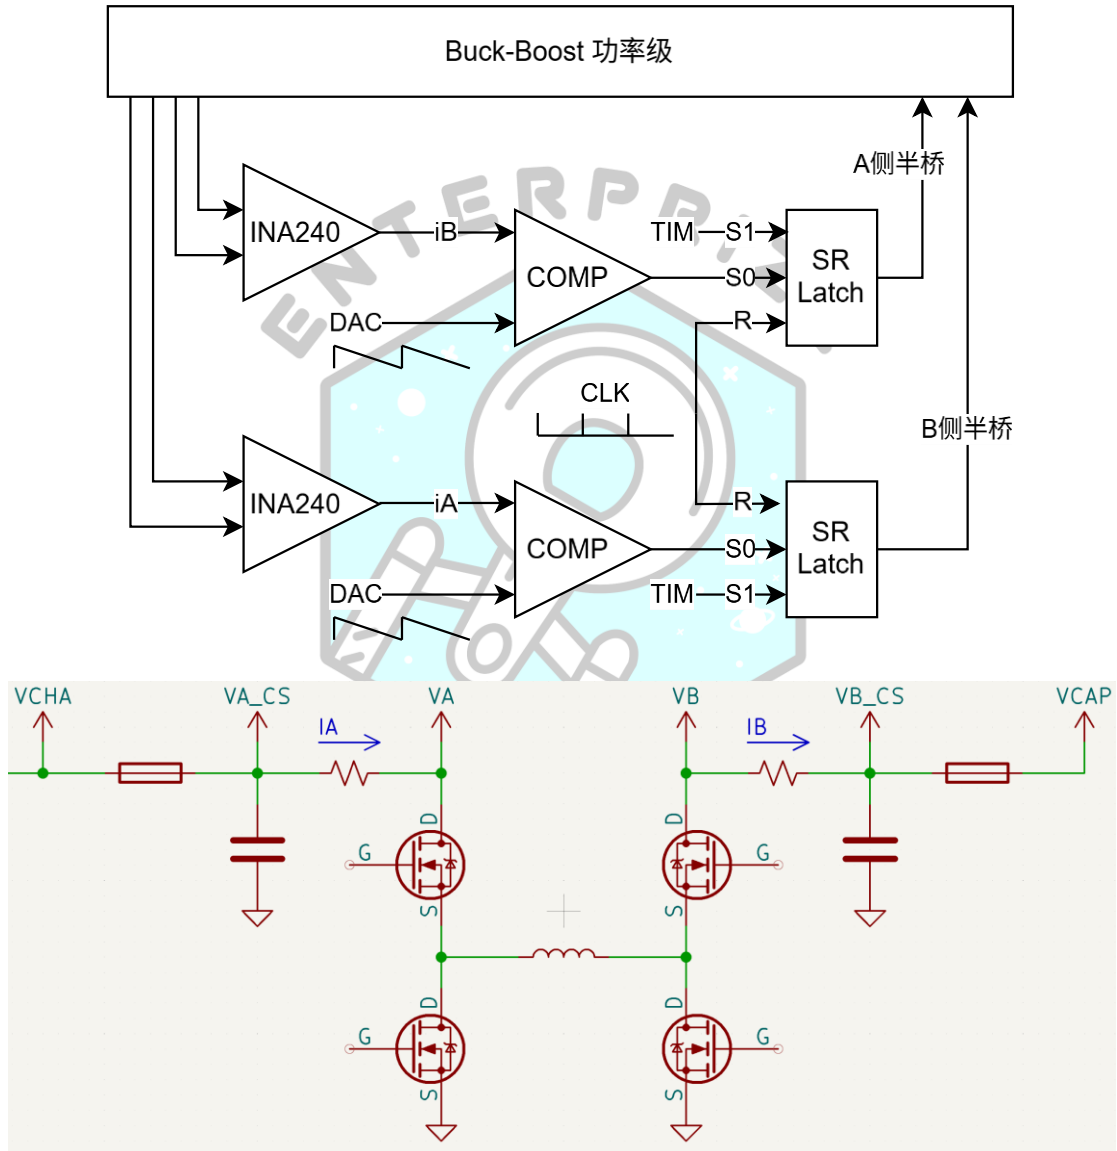 Buck-Boost 功率级
A侧半桥
ENTERPRIZE
INA240
iB
COMP
TIM
S1
S0
R
SR
Latch
DAC
CLK
B侧半桥
INA240
iA
COMP
R
S0
TIM
S1
SR
Latch
DAC
VCHA
VA_CS
VA
VB
VB_CS
VCAP
IA
IB
D
D
G
G
S
S
D
D
G
G
S
S